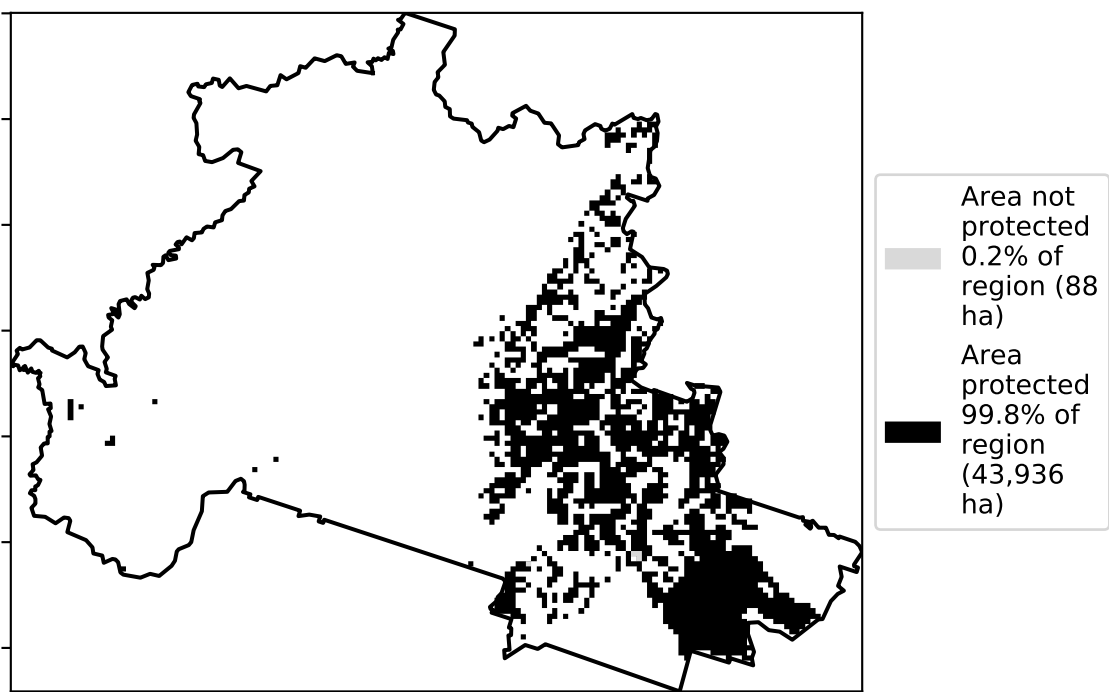 Area not
protected
0.2% of
region (88
ha)
Area
protected
99.8% of
region
(43,936
ha)